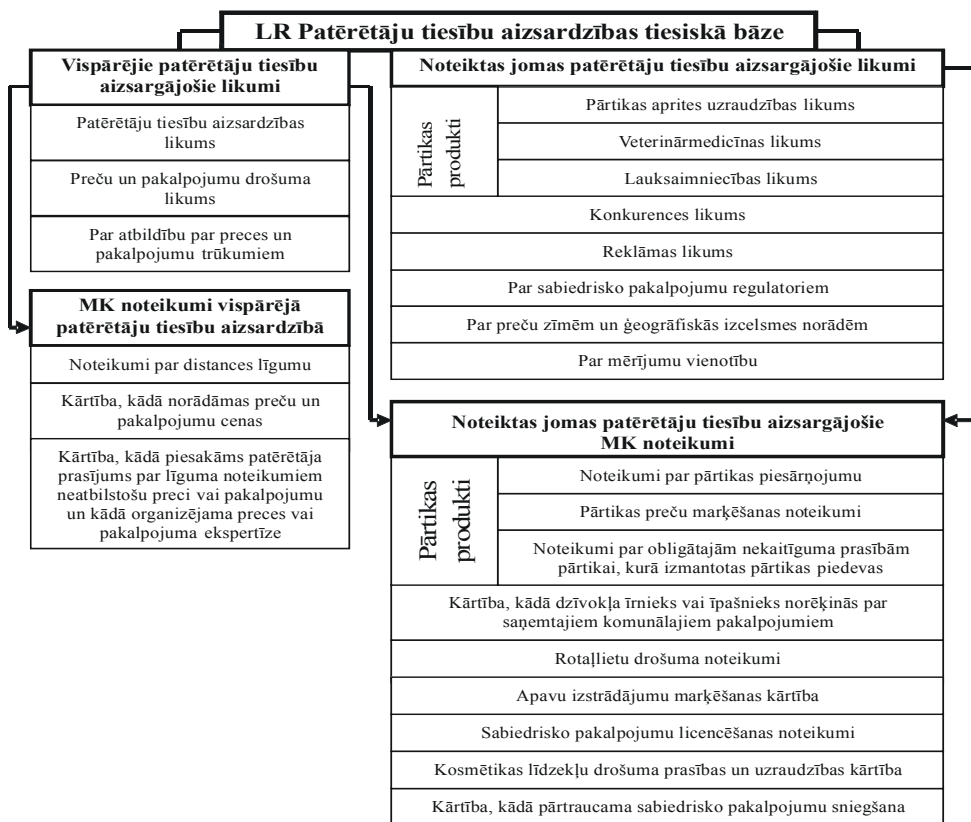 LR Patērētāju tiesību aizsardzības tiesiskā bāze
Vispārējie patērētāju tiesību
aizsargājošie likumi
Patērētāju tiesību aizsardzības
likums
Preču un pakalpojumu drošuma
likums
Par atbildību par preces un
pakalpojumu trūkumiem
MK noteikumi vispārējā
patērētāju tiesību aizsardzībā
Noteikumi par distances līgumu
Kārtība, kādā norādāmas preču un
pakalpojumu cenas
Kārtība, kādā piesakāms patērētāja
prasījums par līguma noteikumiem
neatbilstošu preci vai pakalpojumu
un kādā organizējama preces vai
pakalpojuma ekspertīze
Noteiktas jomas patērētāju tiesību aizsargājošie likumi
Pārtikas
produkti
Pārtikas aprites uzraudzības likums
Veterinārmedicīnas likums
Lauksaimniecības likums
Konkurences likums
Reklāmas likums
Par sabiedrisko pakalpojumu regulatoriem
Par preču zīmēm un ģeogrāfiskās izcelsmes norādēm
Par mērījumu vienotību
Noteiktas jomas patērētāju tiesību aizsargājošie
MK noteikumi
Pārtikas
produkti
Noteikumi par pārtikas piesārņojumu
Pārtikas preču marķēšanas noteikumi
Noteikumi par obligātajām nekaitīguma prasībām
pārtikai, kurā izmantotas pārtikas piedevas
Kārtība, kādā dzīvokļa īrnieks vai īpašnieks norēķinās par
saņemtajiem komunālajiem pakalpojumiem
Rotaļlietu drošuma noteikumi
Apavu izstrādājumu marķēšanas kārtība
Sabiedrisko pakalpojumu licencēšanas noteikumi
Kosmētikas līdzekļu drošuma prasības un uzraudzības kārtība
Kārtība, kādā pārtraucama sabiedrisko pakalpojumu sniegšana